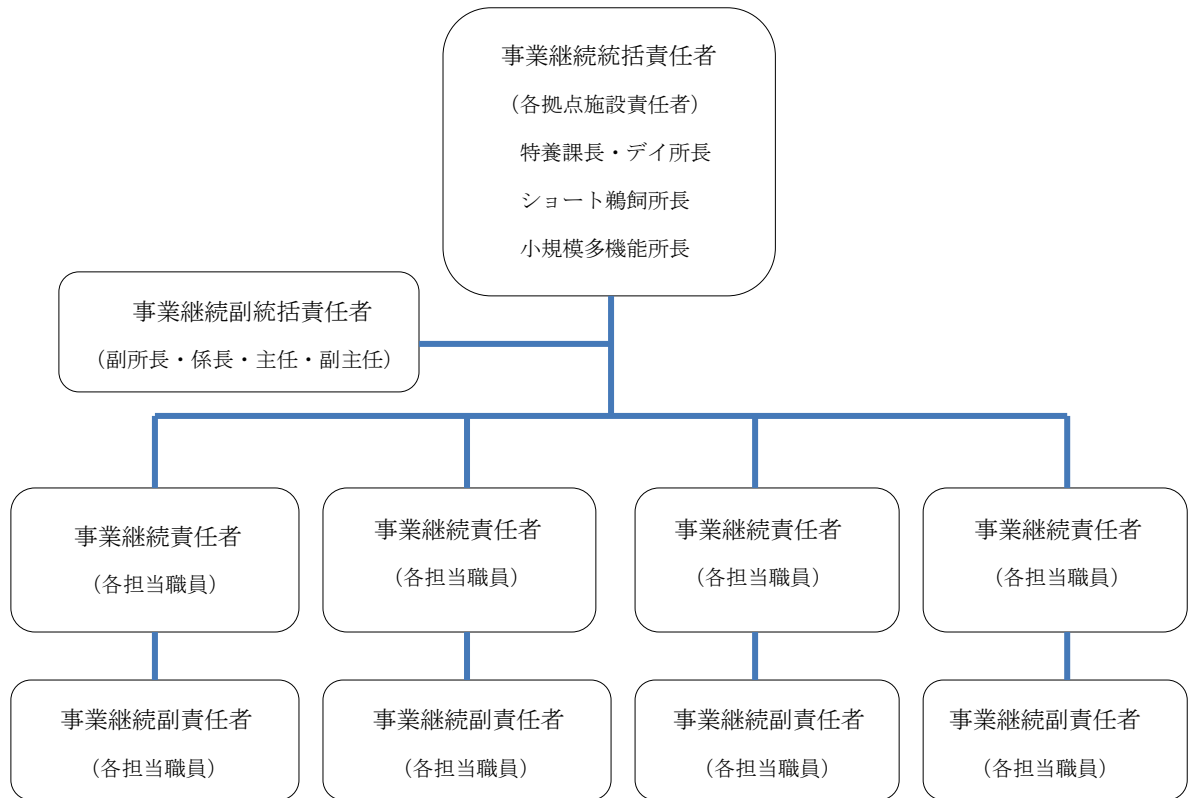 事業継続統括責任者
（各拠点施設責任者）
特養課長・デイ所長
ショート鵜飼所長
小規模多機能所長
事業継続副統括責任者
（副所長・係長・主任・副主任）
事業継続責任者
（各担当職員）
事業継続責任者
（各担当職員）
事業継続責任者
（各担当職員）
事業継続責任者
（各担当職員）
事業継続副責任者
（各担当職員）
事業継続副責任者
（各担当職員）
事業継続副責任者
（各担当職員）
事業継続副責任者
（各担当職員）